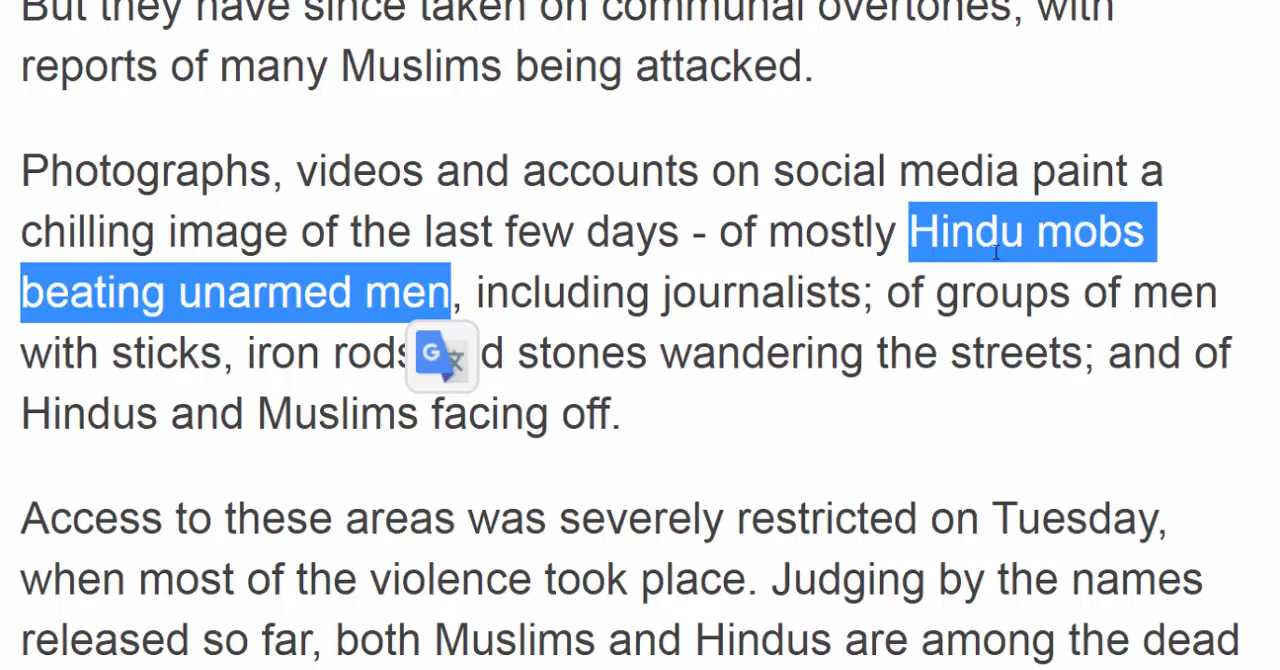 But they have since taken on communal overtones, with
reports of many Muslims being attacked.
Photographs, videos and accounts on social media paint a
chilling image of the last few days - of mostly Hindu mobs
beating unarmed men, including journalists; of groups of men
with sticks, iron rods d stones wandering the streets; and of
Hindus and Muslims facing off.
Access to these areas was severely restricted on Tuesday,
when most of the violence took place. Judging by the names
released so far, both Muslims and Hindus are among the dead